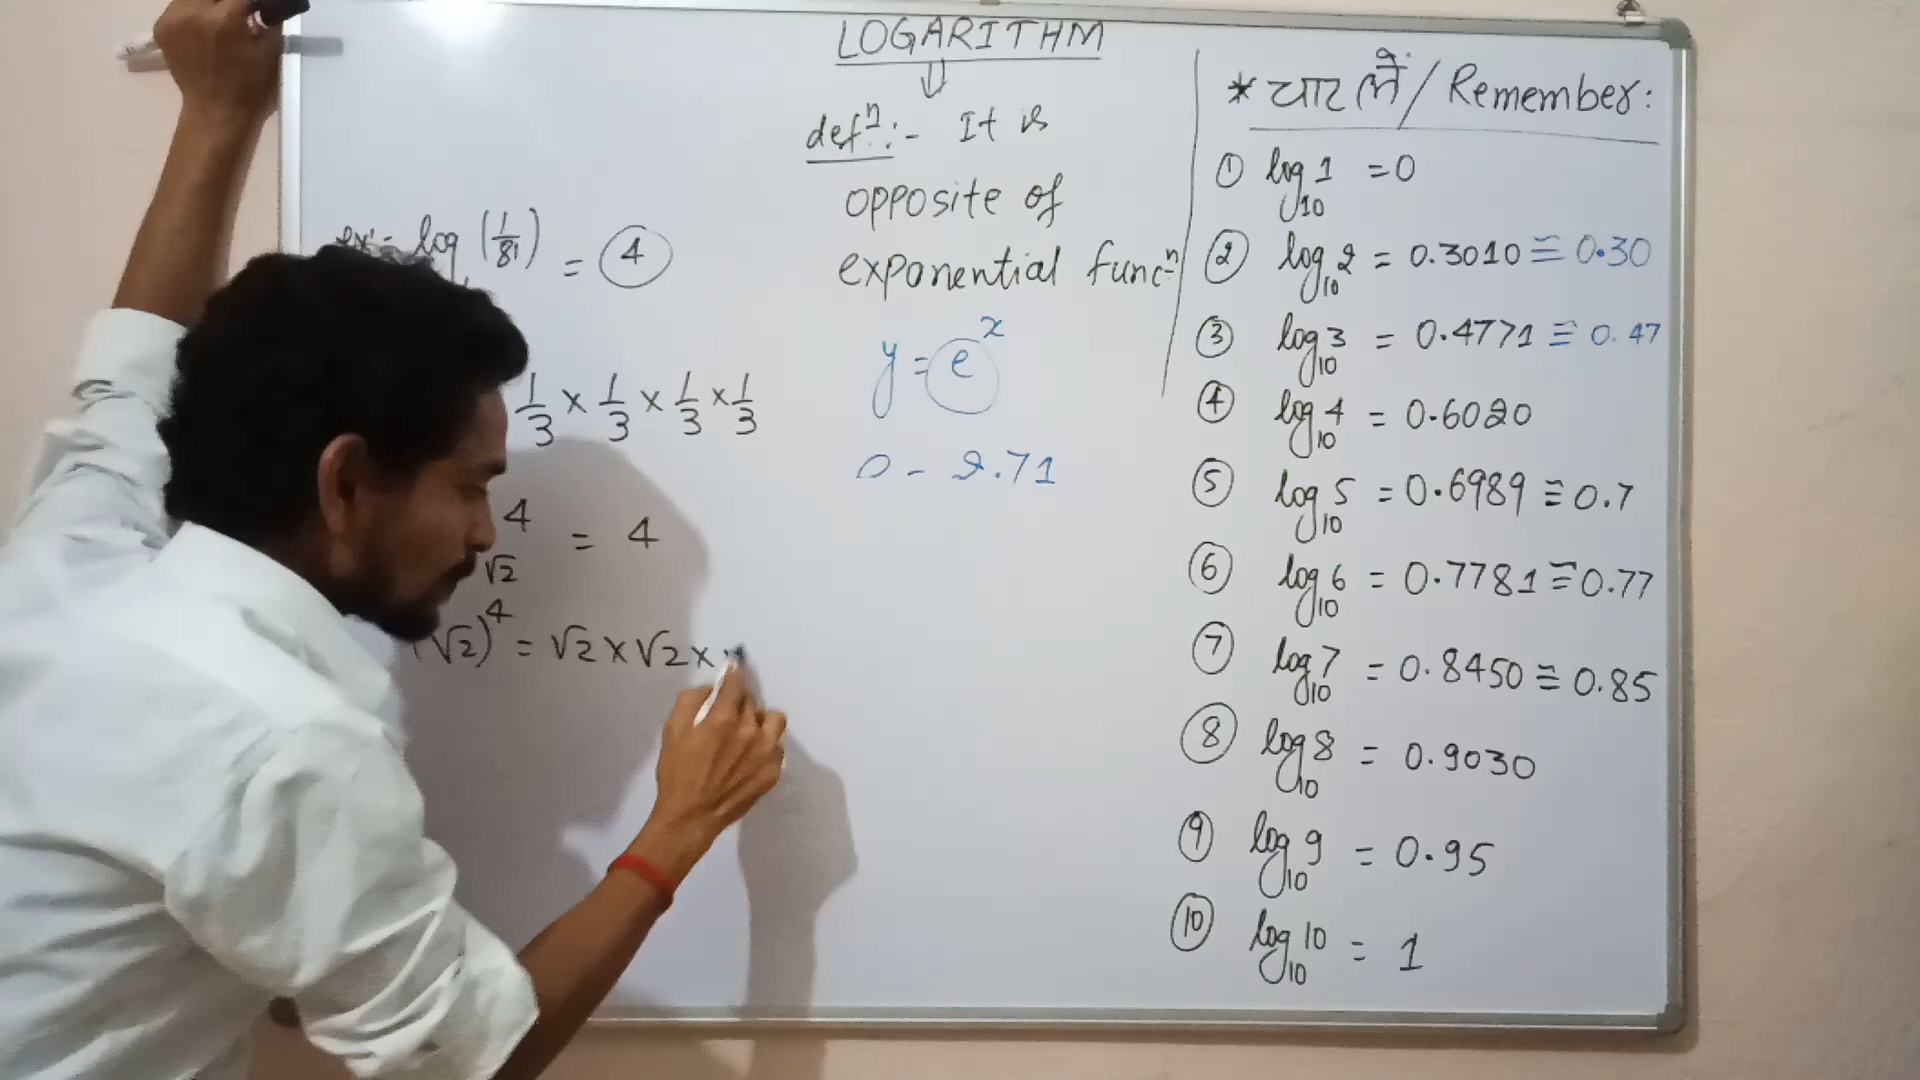 LOGARITHM
⇓
defⁿ:- It is
opposite of
exponential funcⁿ
y = eˣ
0 - 2.71
ex:- log (1/81) = 4
1/3 × 1/3 × 1/3 × 1/3
4 = 4
√2
(√2)⁴ = √2 × √2 ×
* याद लें / Remember:
① log₁₀ 1 = 0
② log₁₀ 2 = 0.3010 ≅ 0.30
③ log₁₀ 3 = 0.4771 ≅ 0.47
④ log₁₀ 4 = 0.6020
⑤ log₁₀ 5 = 0.6989 ≅ 0.7
⑥ log₁₀ 6 = 0.7781 ≅ 0.77
⑦ log₁₀ 7 = 0.8450 ≅ 0.85
⑧ log₁₀ 8 = 0.9030
⑨ log₁₀ 9 = 0.95
⑩ log₁₀ 10 = 1